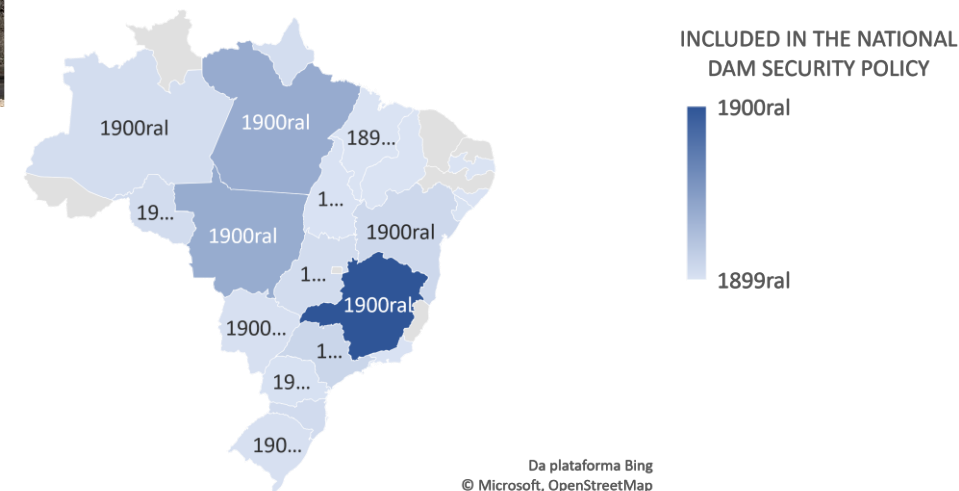 INCLUDED IN THE NATIONAL
DAM SECURITY POLICY
1900ral
1899ral
1900ral
1900ral
189...
19...
1...
1900ral
1900ral
1...
1900ral
1900...
1...
19...
190...
Da plataforma Bing
© Microsoft, OpenStreetMap